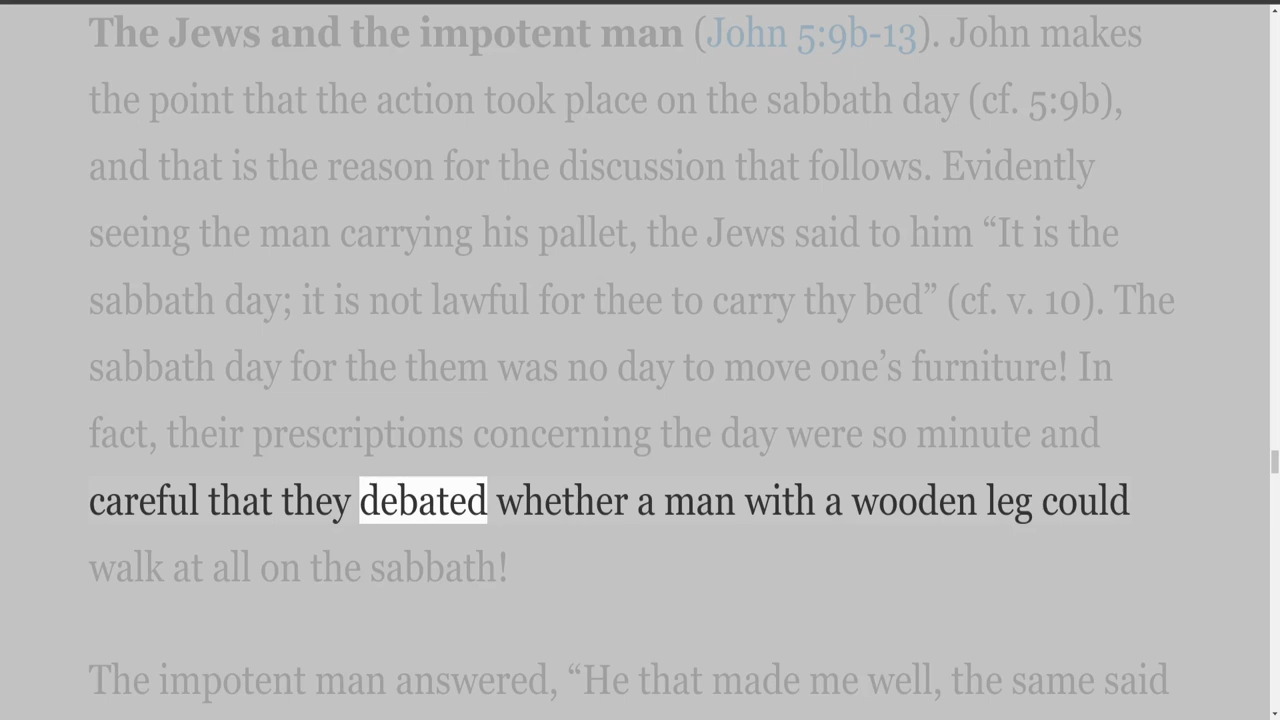 The Jews and the impotent man (John 5:9b-13). John makes
the point that the action took place on the sabbath day (cf. 5:9b),
and that is the reason for the discussion that follows. Evidently
seeing the man carrying his pallet, the Jews said to him “It is the
sabbath day; it is not lawful for thee to carry thy bed” (cf. v. 10). The
sabbath day for the them was no day to move one’s furniture! In
fact, their prescriptions concerning the day were so minute and
careful that they debated whether a man with a wooden leg could
walk at all on the sabbath!
The impotent man answered, “He that made me well, the same said